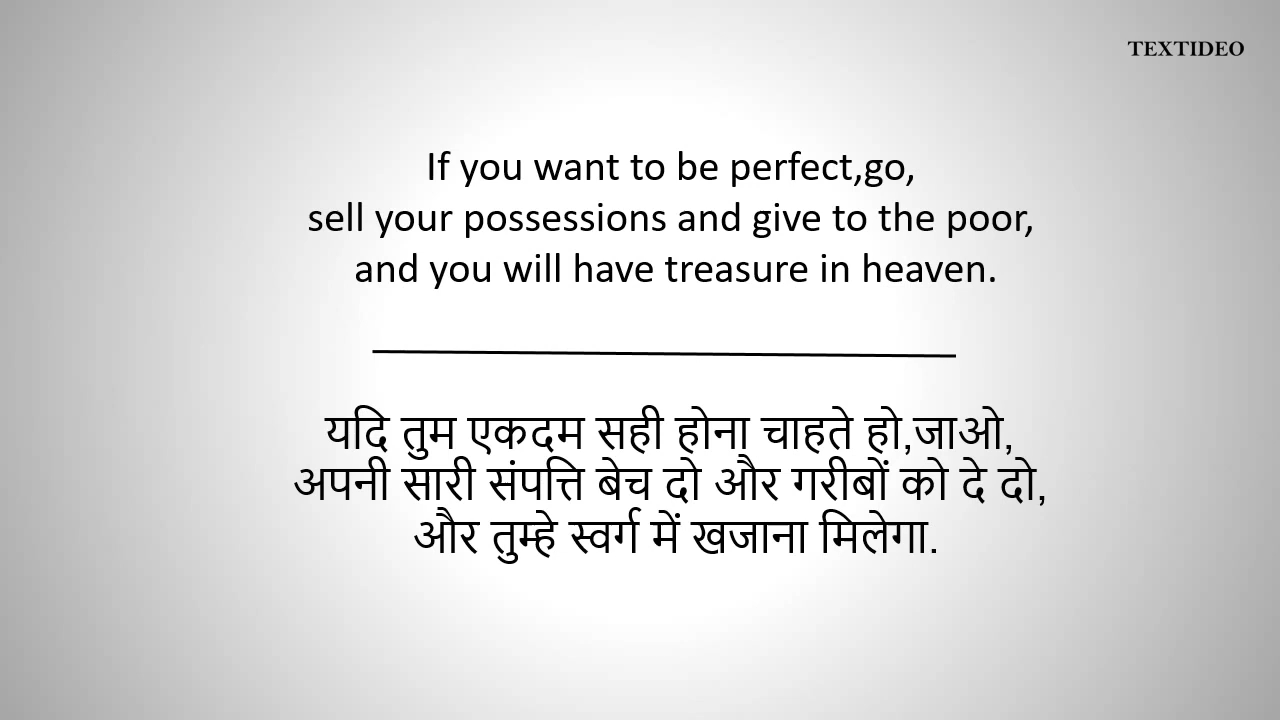 TEXTIDEO
If you want to be perfect,go,
sell your possessions and give to the poor,
and you will have treasure in heaven.
यदि तुम एकदम सही होना चाहते हो,जाओ,
अपनी सारी संपत्ति बेच दो और गरीबों को दे दो,
और तुम्हे स्वर्ग में खजाना मिलेगा.